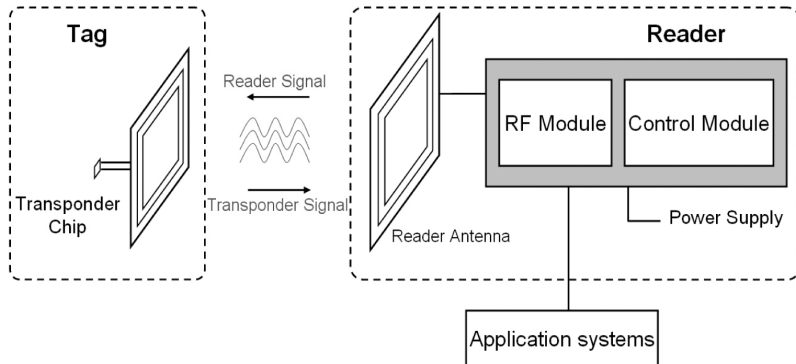 Tag
Reader
Reader Signal
RF Module
Control Module
Transponder
Chip
Transponder Signal
Reader Antenna
Power Supply
Application systems